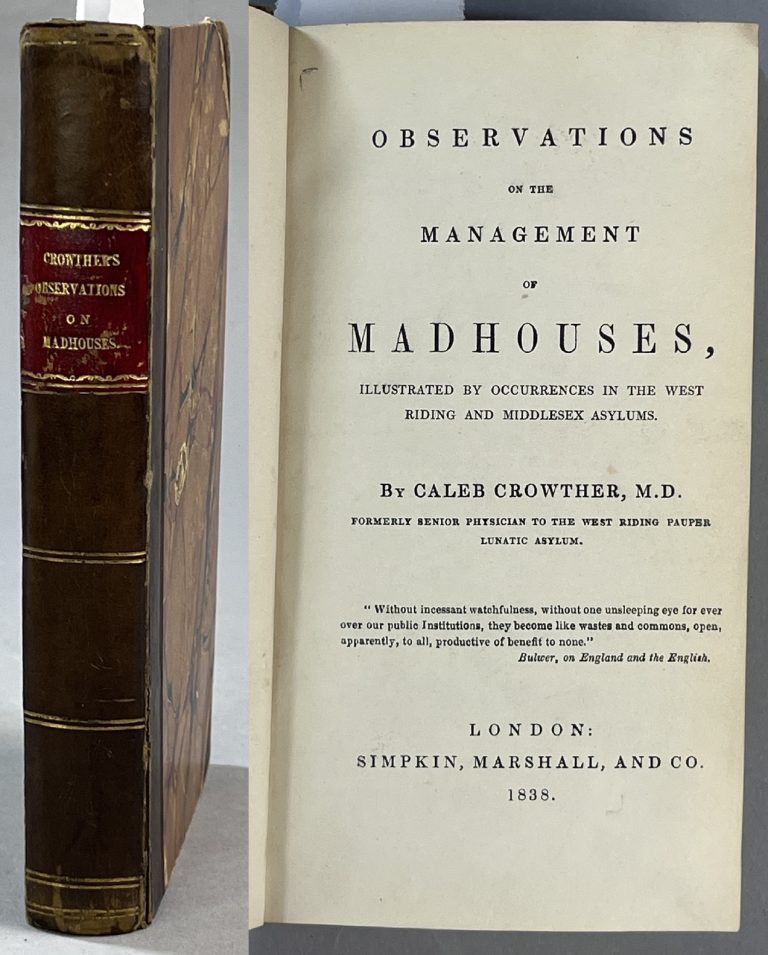 CROWTHER'S
OBSERVATIONS
ON
MADHOUSES.
OBSERVATIONS
ON THE
MANAGEMENT
OF
MADHOUSES,
ILLUSTRATED BY OCCURRENCES IN THE WEST
RIDING AND MIDDLESEX ASYLUMS.
BY CALEB CROWTHER, M.D.
FORMERLY SENIOR PHYSICIAN TO THE WEST RIDING PAUPER
LUNATIC ASYLUM.
" Without incessant watchfulness, without one unsleeping eye for ever
over our public Institutions, they become like wastes and commons, open,
apparently, to all, productive of benefit to none."
Bulwer, on England and the English.
LONDON:
SIMPKIN, MARSHALL, AND CO.
1838.